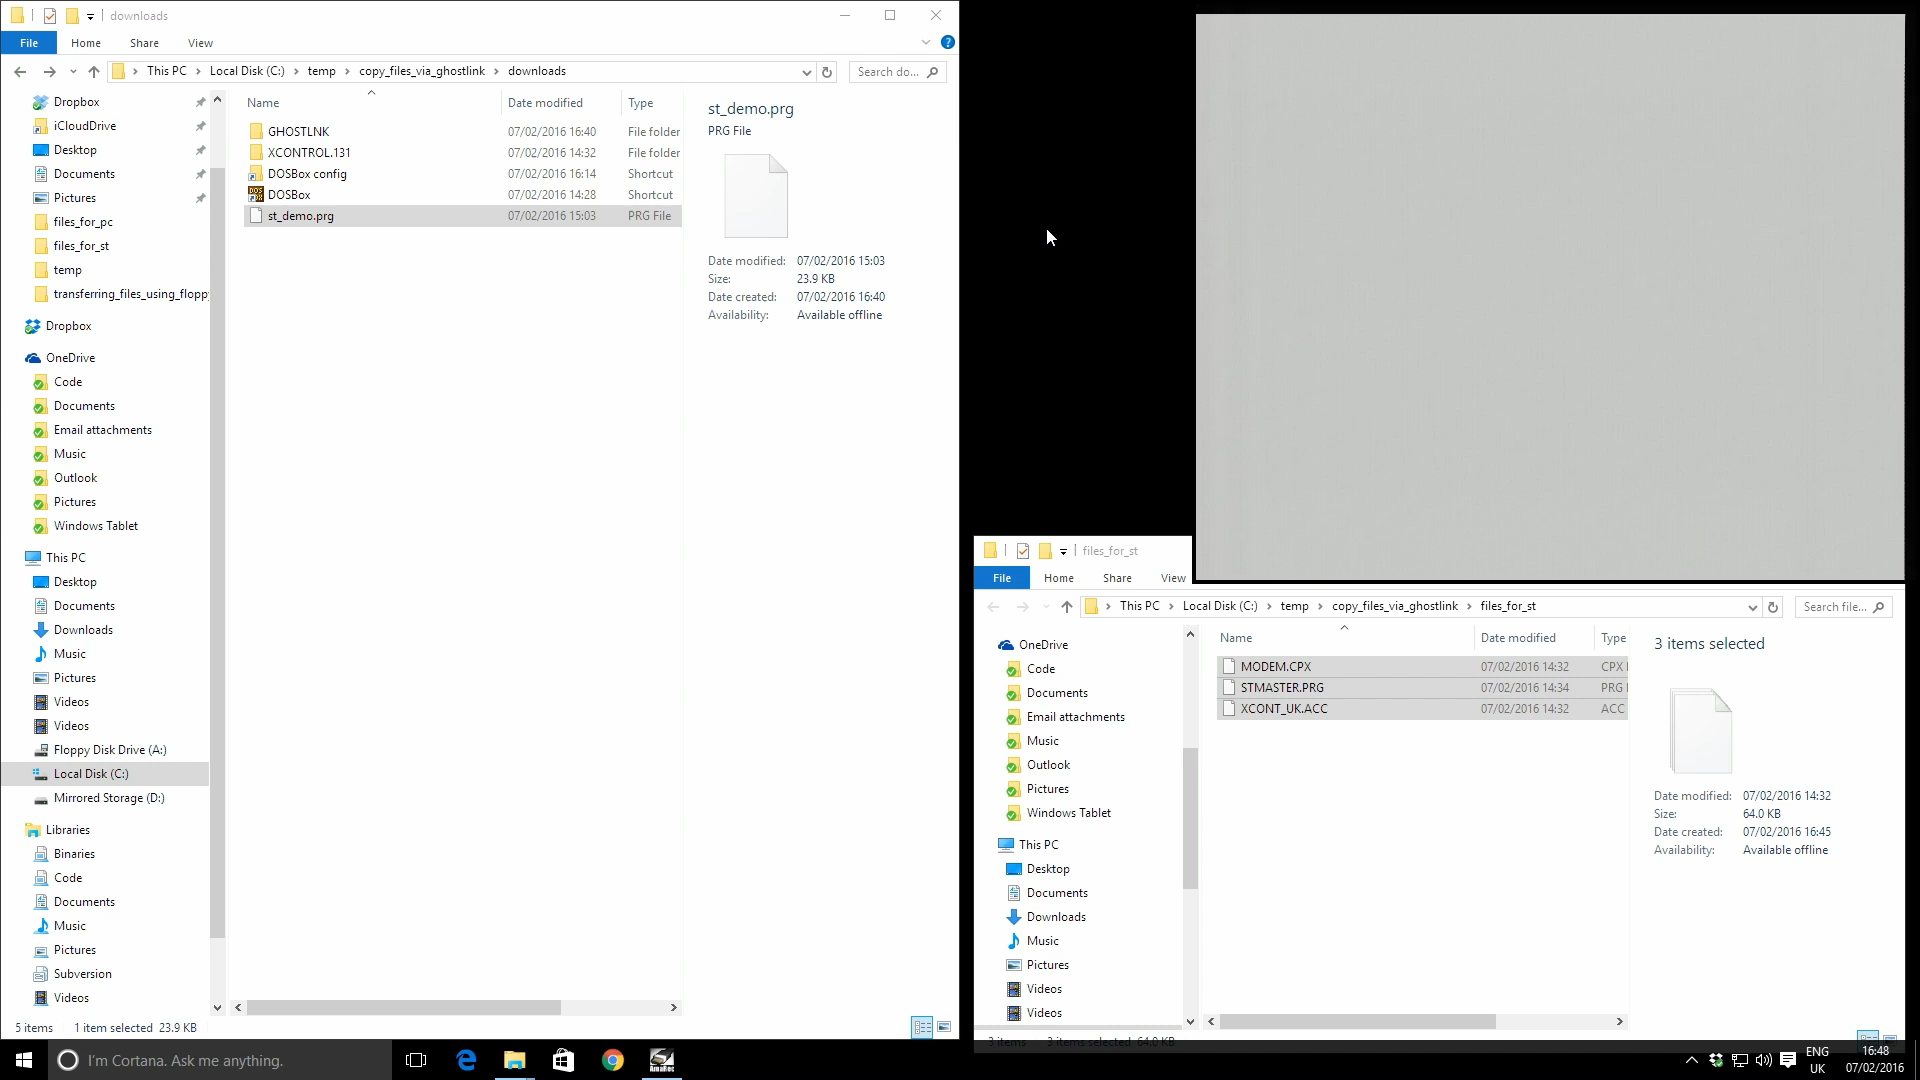 downloads
File Home Share View
This PC Local Disk (C:) temp copy_files_via_ghostlink downloads Search do...
Dropbox
iCloudDrive
Desktop
Documents
Pictures
files_for_pc
files_for_st
temp
transferring_files_using_flopp
Dropbox
OneDrive
Code
Documents
Email attachments
Music
Outlook
Pictures
Windows Tablet
This PC
Desktop
Documents
Downloads
Music
Pictures
Videos
Videos
Floppy Disk Drive (A:)
Local Disk (C:)
Mirrored Storage (D:)
Libraries
Binaries
Code
Documents
Music
Pictures
Subversion
Videos
Name Date modified Type
GHOSTLNK 07/02/2016 16:40 File folder
XCONTROL.131 07/02/2016 14:32 File folder
DOSBox config 07/02/2016 16:14 Shortcut
DOSBox 07/02/2016 14:28 Shortcut
st_demo.prg 07/02/2016 15:03 PRG File
st_demo.prg
PRG File
Date modified: 07/02/2016 15:03
Size: 23.9 KB
Date created: 07/02/2016 16:40
Availability: Available offline
5 items 1 item selected 23.9 KB
files_for_st
File Home Share View
This PC Local Disk (C:) temp copy_files_via_ghostlink files_for_st Search file...
OneDrive
Code
Documents
Email attachments
Music
Outlook
Pictures
Windows Tablet
This PC
Desktop
Documents
Downloads
Music
Pictures
Videos
Videos
Name Date modified Type
MODEM.CPX 07/02/2016 14:32 CPX
STMASTER.PRG 07/02/2016 14:34 PRG
XCONT_UK.ACC 07/02/2016 14:32 ACC
3 items selected
Date modified: 07/02/2016 14:32
Size: 64.0 KB
Date created: 07/02/2016 16:45
Availability: Available offline
3 items 3 items selected 64.0 KB
I'm Cortana. Ask me anything.
AmaRec
ENG
UK
16:48
07/02/2016